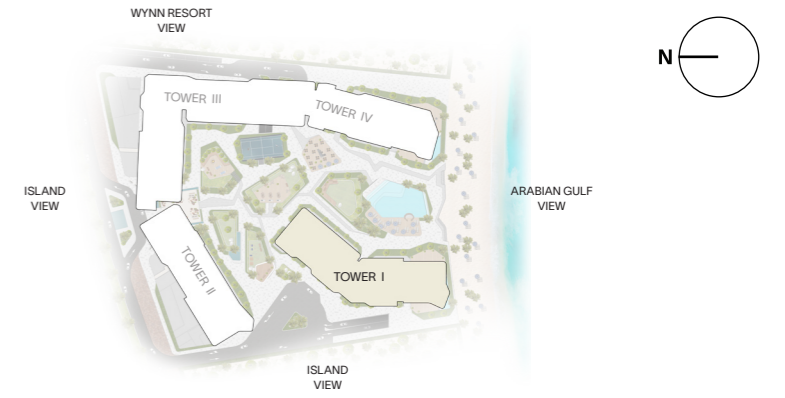 WYNN RESORT
VIEW
N
TOWER III
TOWER IV
ISLAND
VIEW
ARABIAN GULF
VIEW
TOWER II
TOWER I
ISLAND
VIEW